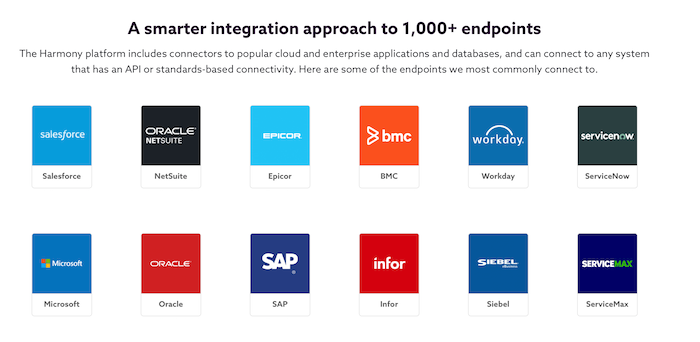 A smarter integration approach to 1,000+ endpoints
The Harmony platform includes connectors to popular cloud and enterprise applications and databases, and can connect to any system
that has an API or standards-based connectivity. Here are some of the endpoints we most commonly connect to.
salesforce
ORACLE
NETSUITE
EPICOR
bmc
workday.
servicenow
Salesforce
NetSuite
Epicor
BMC
Workday
ServiceNow
Microsoft
ORACLE
SAP
infor
SIEBEL
SERVICEMAX
Microsoft
Oracle
SAP
Infor
Siebel
ServiceMax